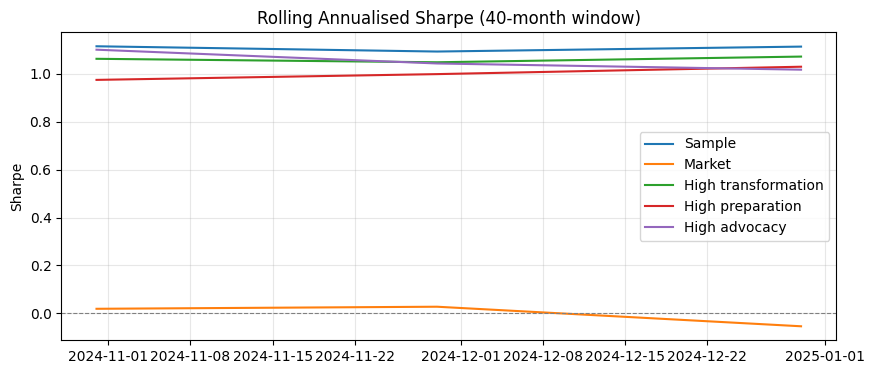 Rolling Annualised Sharpe (40-month window)
Sharpe
1.0
0.8
0.6
0.4
0.2
0.0
Sample
Market
High transformation
High preparation
High advocacy
2024-11-01 2024-11-08 2024-11-15 2024-11-22 2024-12-01 2024-12-08 2024-12-15 2024-12-22 2025-01-01